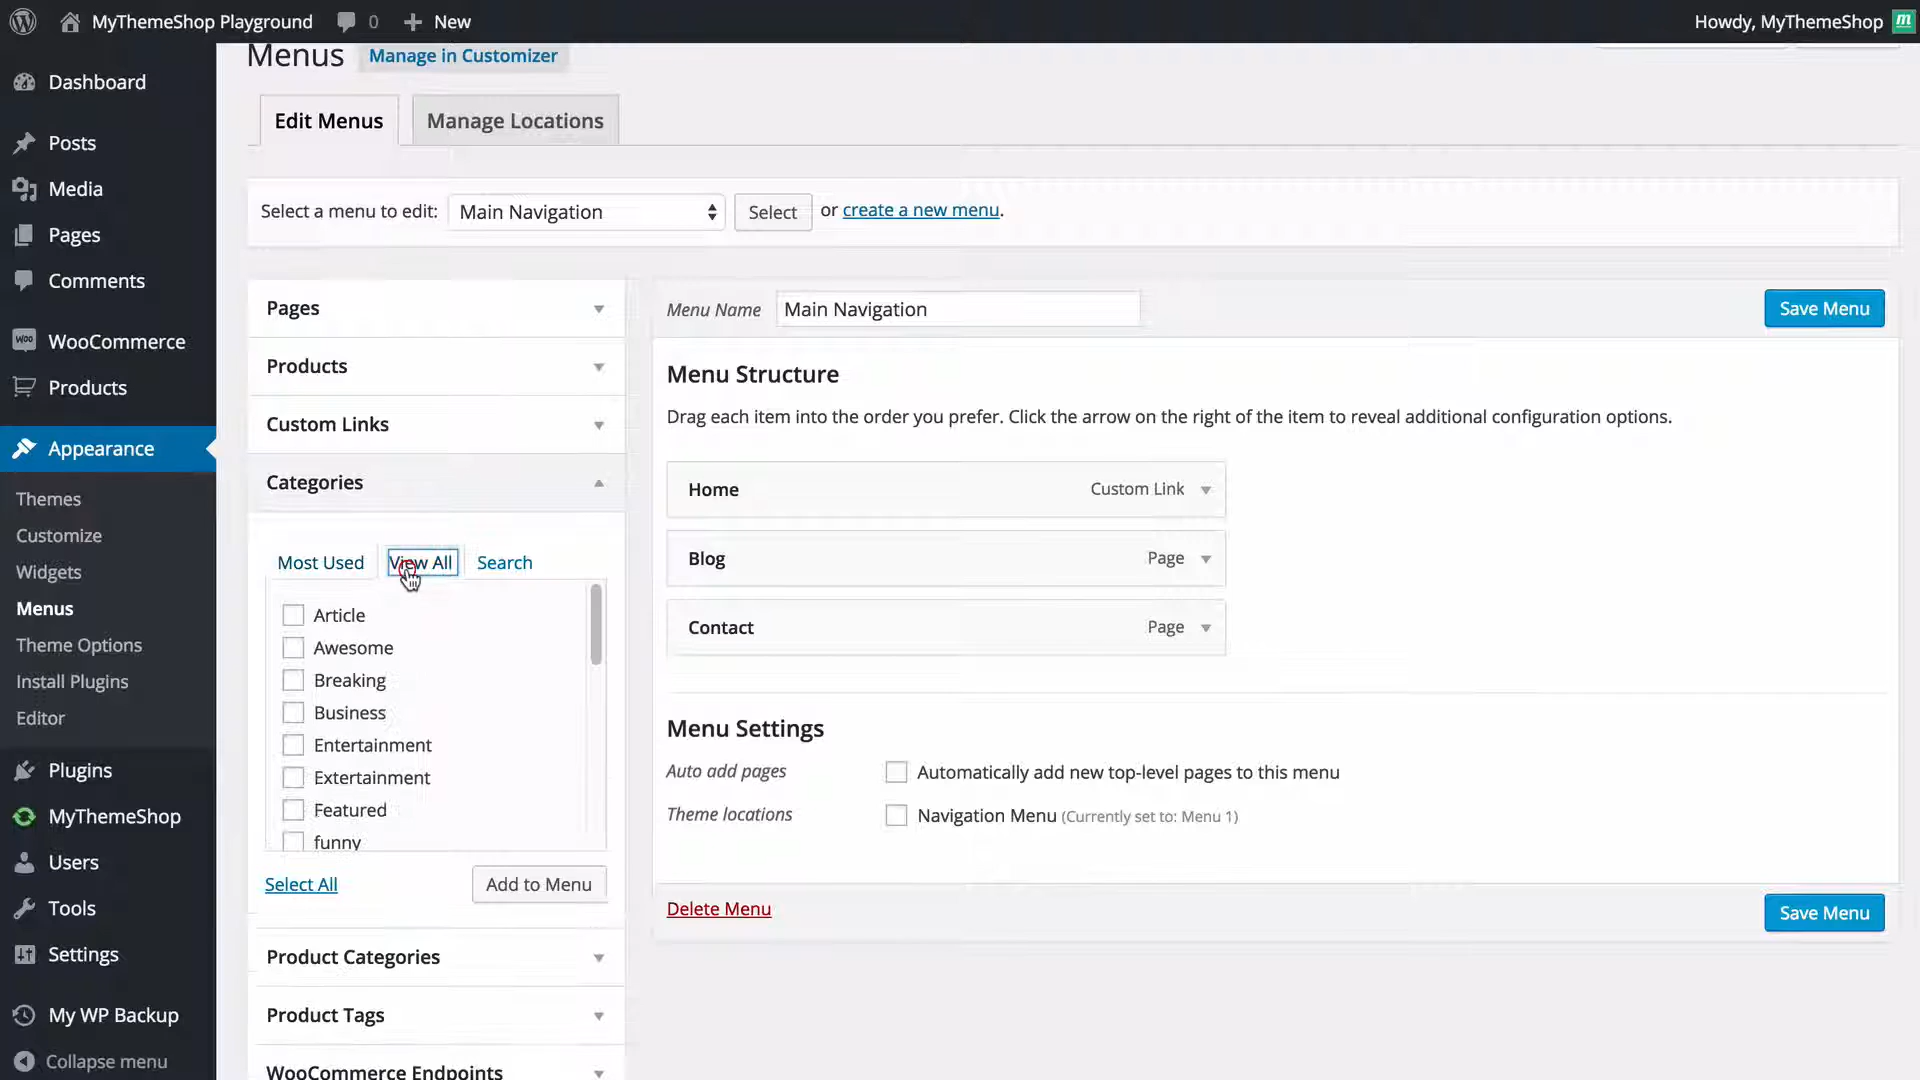 MyThemeShop Playground 0 New Howdy, MyThemeShop
Menus Manage in Customizer
Edit Menus Manage Locations
Select a menu to edit: Main Navigation Select or create a new menu.
Dashboard
Posts
Media
Pages
Comments
WooCommerce
Products
Appearance
Themes
Customize
Widgets
Menus
Theme Options
Install Plugins
Editor
Plugins
MyThemeShop
Users
Tools
Settings
My WP Backup
Collapse menu
Pages
Products
Custom Links
Categories
Most Used View All Search
Article
Awesome
Breaking
Business
Entertainment
Extertainment
Featured
funny
Select All Add to Menu
Product Categories
Product Tags
WooCommerce Endpoints
Menu Name Main Navigation Save Menu
Menu Structure
Drag each item into the order you prefer. Click the arrow on the right of the item to reveal additional configuration options.
Home Custom Link
Blog Page
Contact Page
Menu Settings
Auto add pages Automatically add new top-level pages to this menu
Theme locations Navigation Menu (Currently set to: Menu 1)
Delete Menu Save Menu